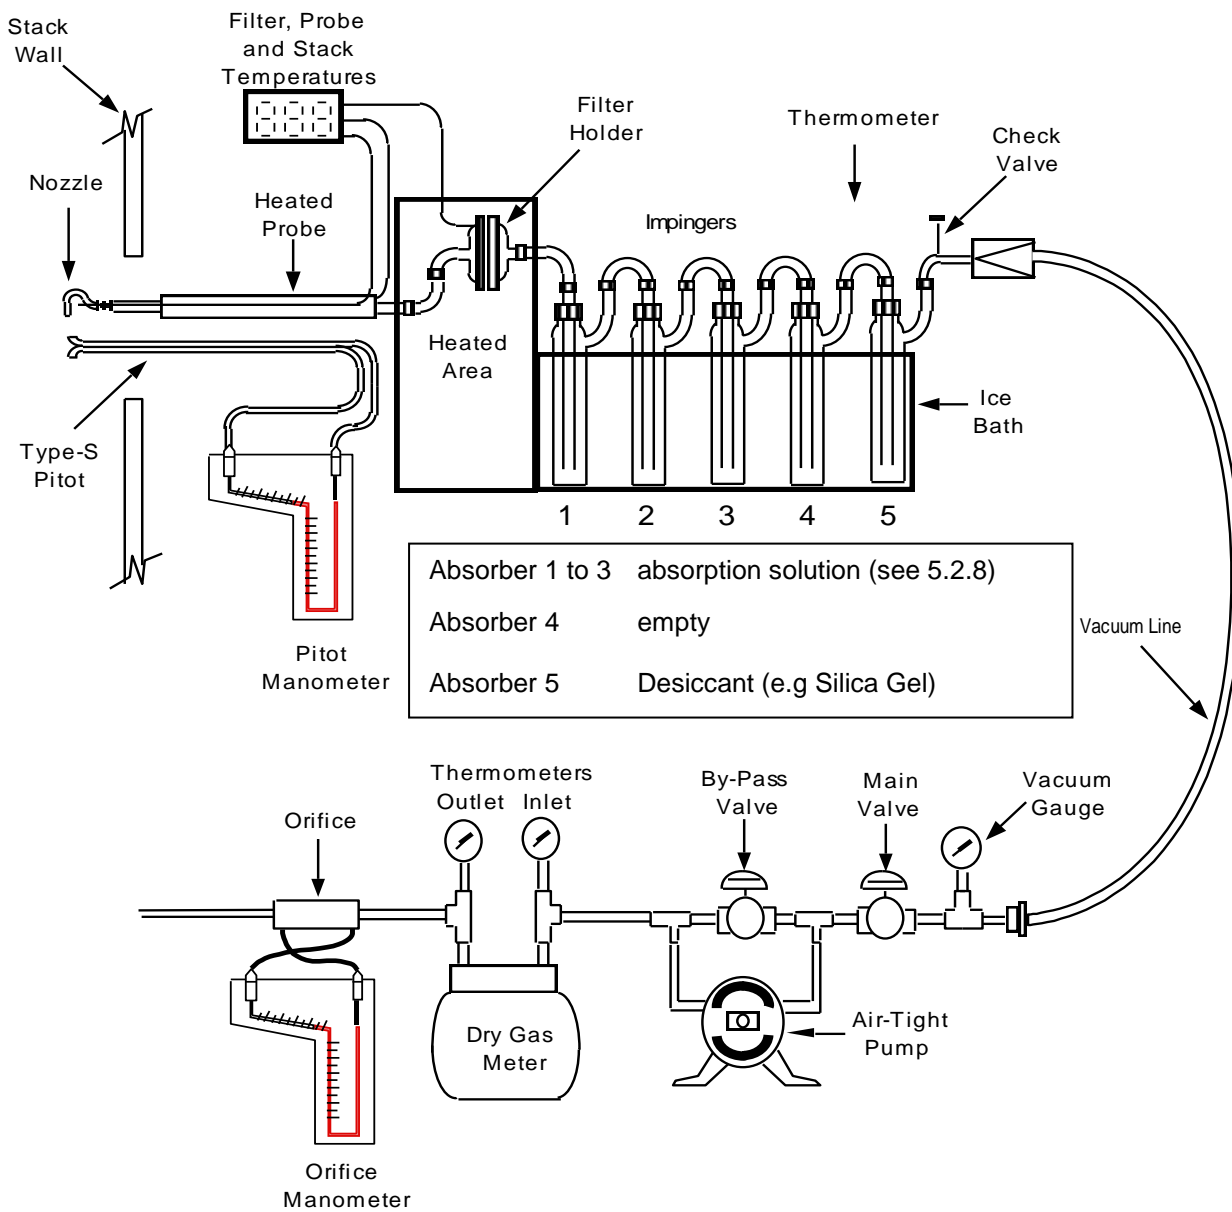 Stack
Wall
Filter, Probe
and Stack
Temperatures
Filter
Holder
Thermometer
Check
Valve
Nozzle
Heated
Probe
Impingers
Heated
Area
Ice
Bath
Type-S
Pitot
1 2 3 4 5
Absorber 1 to 3 absorption solution (see 5.2.8)
Absorber 4 empty
Absorber 5 Desiccant (e.g Silica Gel)
Vacuum Line
Pitot
Manometer
Thermometers
Outlet Inlet
By-Pass
Valve
Main
Valve
Vacuum
Gauge
Orifice
Dry Gas
Meter
Air-Tight
Pump
Orifice
Manometer